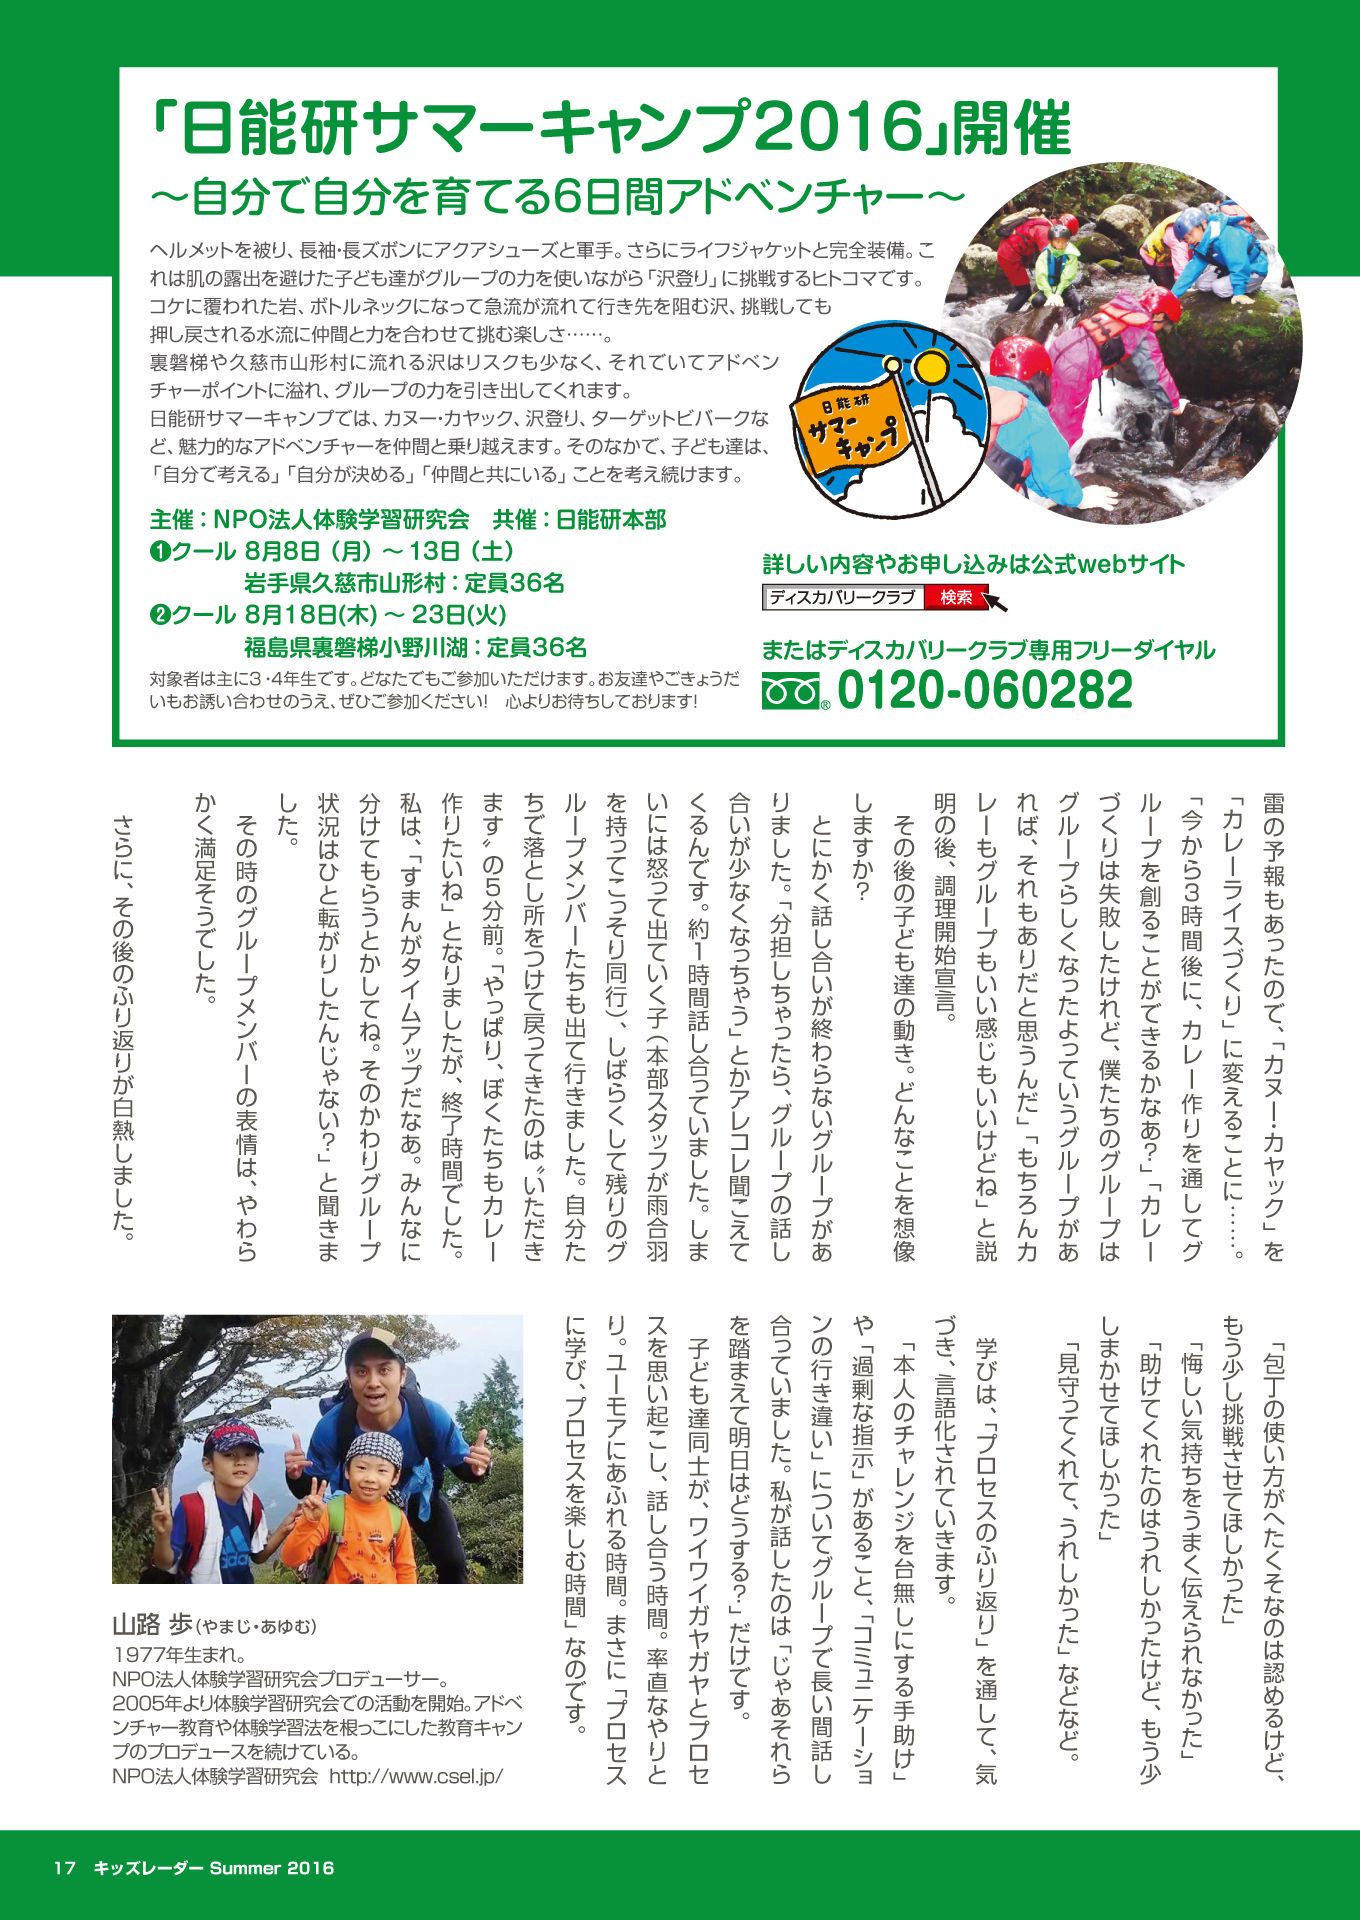 「日能研サマーキャンプ2016」開催
～自分で自分を育てる6日間アドベンチャー～
ヘルメットを被り、長袖・長ズボンにアクアシューズと軍手。さらにライフジャケットと完全装備。こ
れは肌の露出を避けた子ども達がグループの力を使いながら「沢登り」に挑戦するヒトコマです。
コケに覆われた岩、ボトルネックになって急流が流れて行き先を阻む沢、挑戦しても
押し戻される水流に仲間と力を合わせて挑む楽しさ……。
裏磐梯や久慈市山形村に流れる沢はリスクも少なく、それでいてアドベン
チャーポイントに溢れ、グループの力を引き出してくれます。
日能研サマーキャンプでは、カヌー・カヤック、沢登り、ターゲットビバークな
ど、魅力的なアドベンチャーを仲間と乗り越えます。そのなかで、子ども達は、
「自分で考える」「自分が決める」「仲間と共にいる」ことを考え続けます。
日能研
サマー
キャンプ
主催：NPO法人体験学習研究会　共催：日能研本部
❶クール 8月8日（月）～13日（土）
岩手県久慈市山形村：定員36名
❷クール 8月18日(木)～23日(火)
福島県裏磐梯小野川湖：定員36名
対象者は主に3・4年生です。どなたでもご参加いただけます。お友達やごきょうだ
いもお誘い合わせのうえ、ぜひご参加ください!　心よりお待ちしております!
詳しい内容やお申し込みは公式webサイト
ディスカバリークラブ 検索
またはディスカバリークラブ専用フリーダイヤル
® 0120-060282
雷の予報もあったので、「カヌー・カヤック」を
「カレーライスづくり」に変えることに……。
「今から3時間後に、カレー作りを通してグ
ループを創ることができるかなあ？」「カレー
づくりは失敗したけれど、僕たちのグループは
グループらしくなったよっていうグループがあ
れば、それもありだと思うんだ」「もちろんカ
レーもグループもいい感じもいいけどね」と説
明の後、調理開始宣言。
その後の子ども達の動き。どんなことを想像
しますか？
とにかく話し合いが終わらないグループがあ
りました。「分担しちゃったら、グループの話し
合いが少なくなっちゃう」とかアレコレ聞こえて
くるんです。約1時間話し合っていました。しま
いには怒って出ていく子（本部スタッフが雨合羽
を持ってこっそり同行）、しばらくして残りのグ
ループメンバーたちも出て行きました。自分た
ちで落とし所をつけて戻ってきたのは〝いただき
ます〟の5分前。「やっぱり、ぼくたちもカレー
作りたいね」となりましたが、終了時間でした。
私は、「すまんがタイムアップだなあ。みんなに
分けてもらうとかしてね。そのかわりグループ
状況はひと転がりしたんじゃない？」と聞きま
した。
その時のグループメンバーの表情は、やわら
かく満足そうでした。
さらに、その後のふり返りが白熱しました。
「包丁の使い方がへたくそなのは認めるけど、
もう少し挑戦させてほしかった」
「悔しい気持ちをうまく伝えられなかった」
「助けてくれたのはうれしかったけど、もう少
しまかせてほしかった」
「見守ってくれて、うれしかった」などなど。
学びは、「プロセスのふり返り」を通して、気
づき、言語化されていきます。
「本人のチャレンジを台無しにする手助け」
や「過剰な指示」があること、「コミュニケーショ
ンの行き違い」についてグループで長い間話し
合っていました。私が話したのは「じゃあそれら
を踏まえて明日はどうする？」だけです。
子ども達同士が、ワイワイガヤガヤとプロセ
スを思い起こし、話し合う時間。率直なやりと
り。ユーモアにあふれる時間。まさに「プロセス
に学び、プロセスを楽しむ時間」なのです。
adidas
山路 歩（やまじ・あゆむ）
1977年生まれ。
NPO法人体験学習研究会プロデューサー。
2005年より体験学習研究会での活動を開始。アドベ
ンチャー教育や体験学習法を根っこにした教育キャン
プのプロデュースを続けている。
NPO法人体験学習研究会 http://www.csel.jp/
17 キッズレーダー Summer 2016